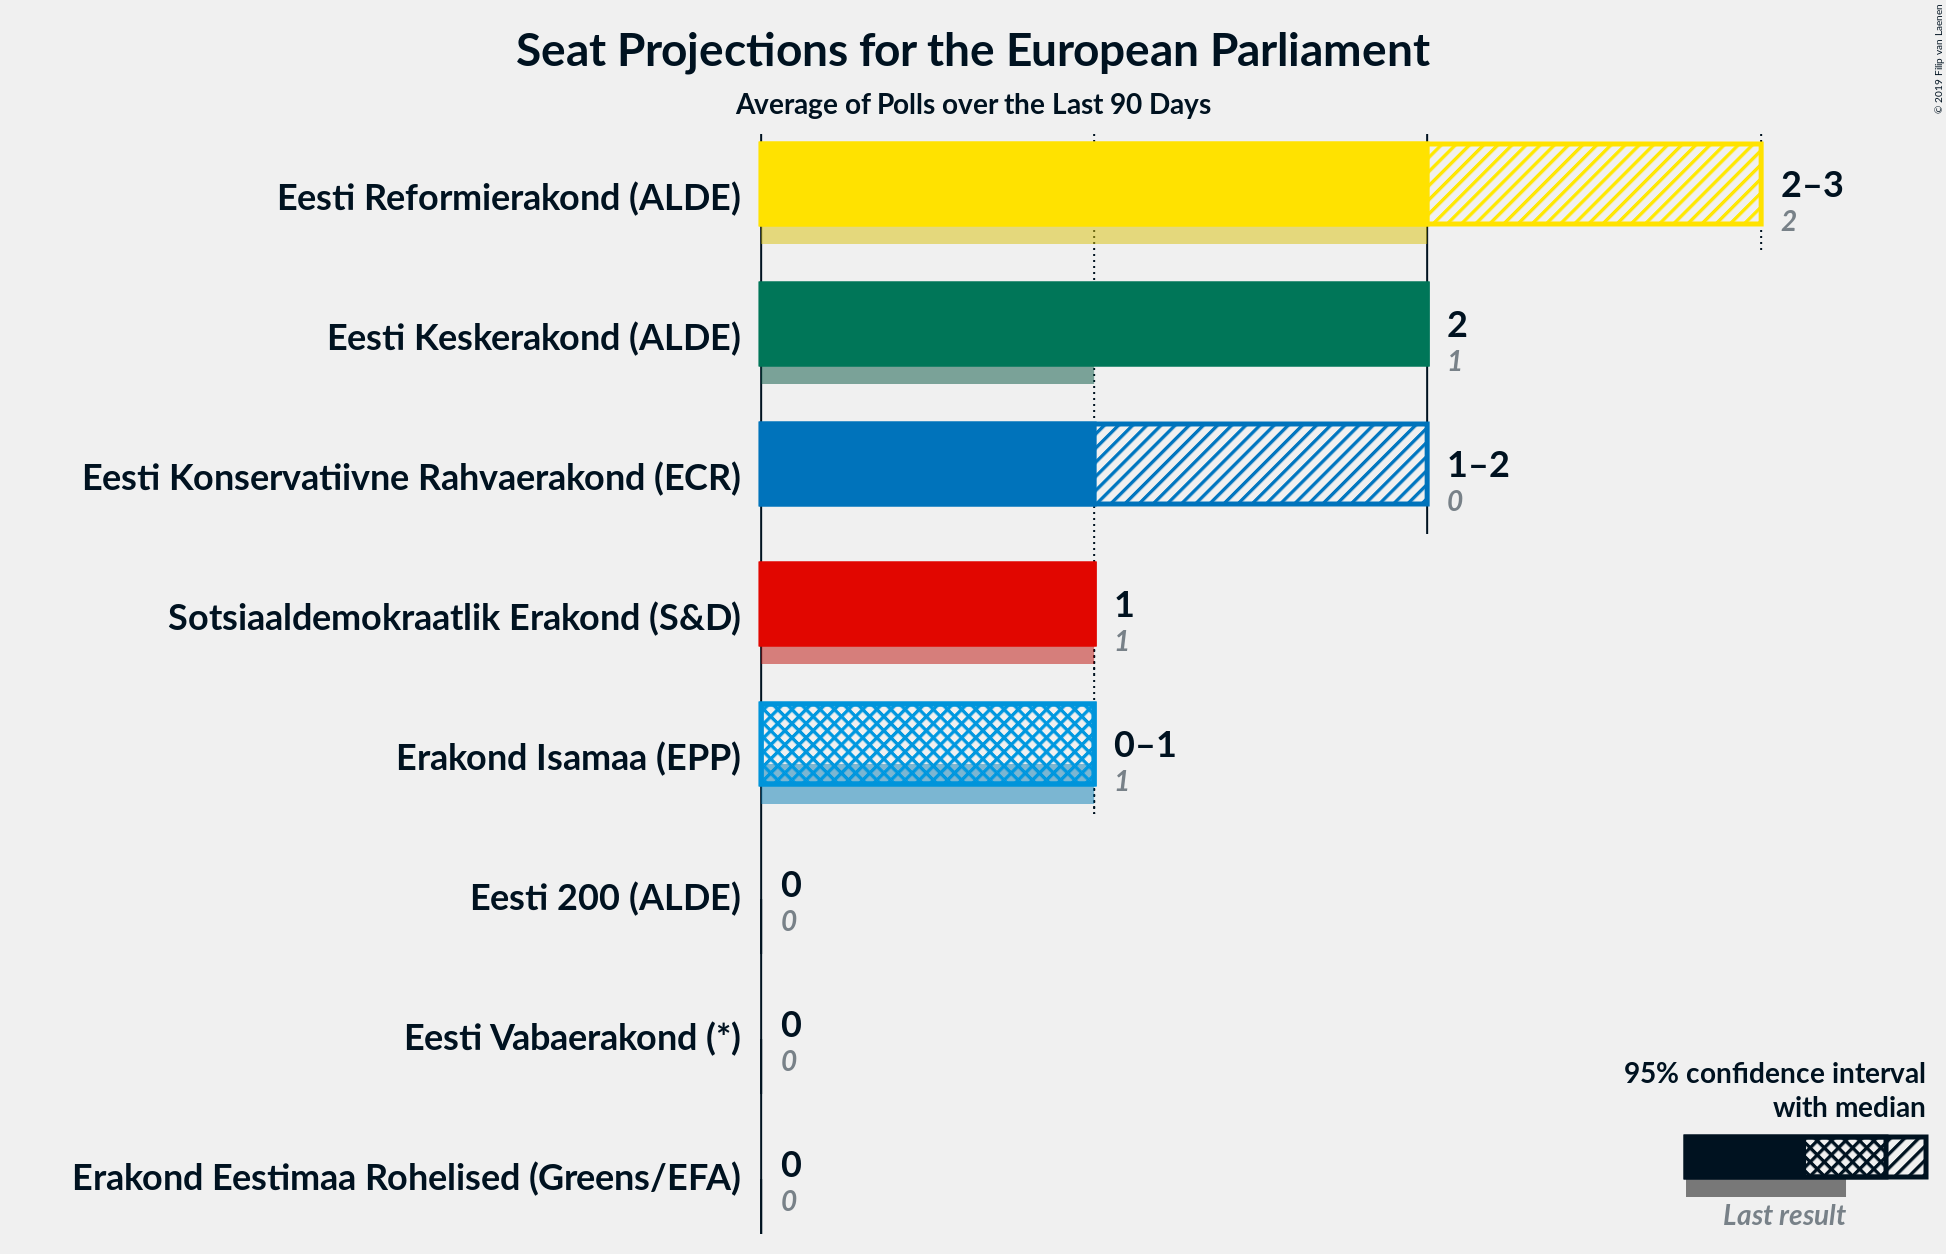 Seat Projections for the European Parliament
Average of Polls over the Last 90 Days
© 2019 Filip van Laenen
Eesti Reformierakond (ALDE)
2–3
2
Eesti Keskerakond (ALDE)
2
1
Eesti Konservatiivne Rahvaerakond (ECR)
1–2
0
Sotsiaaldemokraatlik Erakond (S&D)
1
1
Erakond Isamaa (EPP)
0–1
1
Eesti 200 (ALDE)
0
0
Eesti Vabaerakond (*)
0
0
Erakond Eestimaa Rohelised (Greens/EFA)
0
0
95% confidence interval
with median
Last result